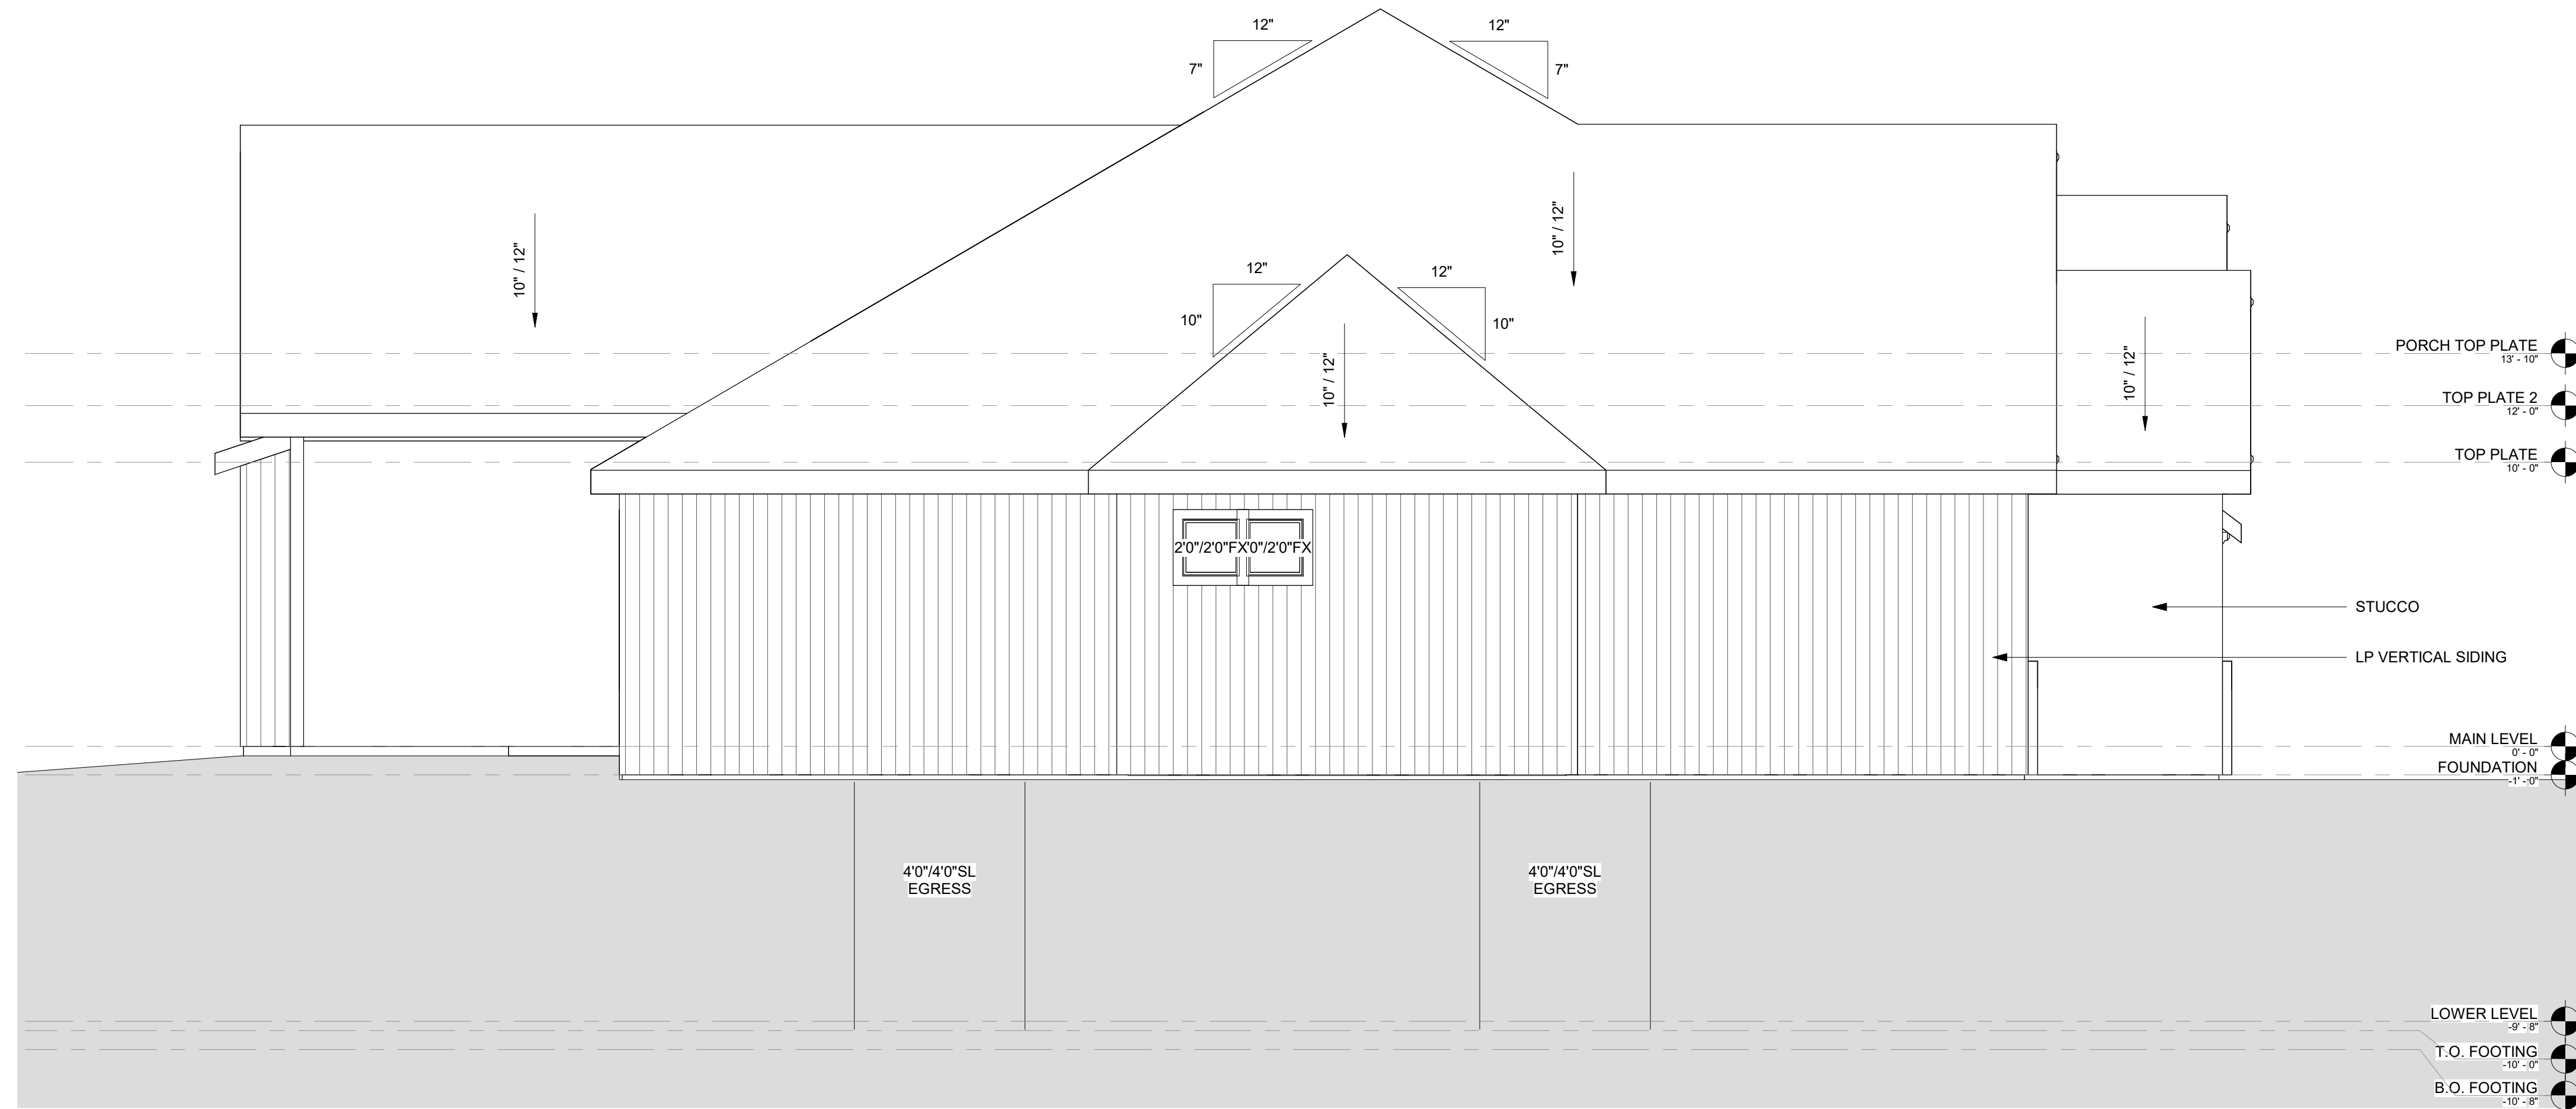 12"
12"
7"
7"
10" / 12"
10" / 12"
12"
12"
10"
10"
10" / 12"
10" / 12"
PORCH TOP PLATE
13' - 10"
TOP PLATE 2
12' - 0"
TOP PLATE
10' - 0"
2'0"/2'0"FX
'0"/2'0"FX
STUCCO
LP VERTICAL SIDING
MAIN LEVEL
0' - 0"
FOUNDATION
-1' - 0"
4'0"/4'0"SL
EGRESS
4'0"/4'0"SL
EGRESS
LOWER LEVEL
-9' - 8"
T.O. FOOTING
-10' - 0"
B.O. FOOTING
-10' - 8"